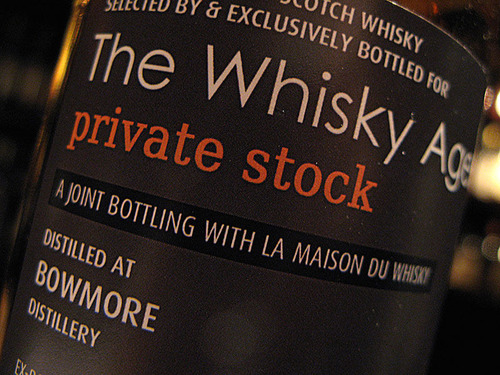 SCOTCH WHISKY
SELECTED BY & EXCLUSIVELY BOTTLED FOR
The Whisky Age
private stock
A JOINT BOTTLING WITH LA MAISON DU WHISKY
DISTILLED AT
BOWMORE
DISTILLERY